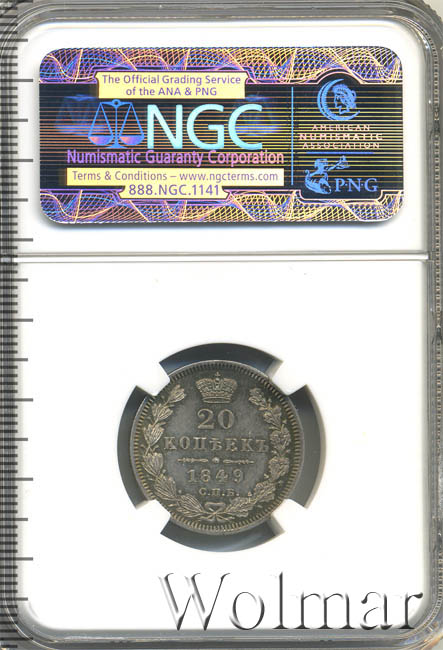 The Official Grading Service
of the ANA & PNG
NGC
Numismatic Guaranty Corporation
Terms & Conditions – www.ngcterms.com
888.NGC.1141
AMERICAN
NUMISMATIC
ASSOCIATION
P·N·G
20
КОПѢЕКЪ
1849
С.П.Б.
Wolmar